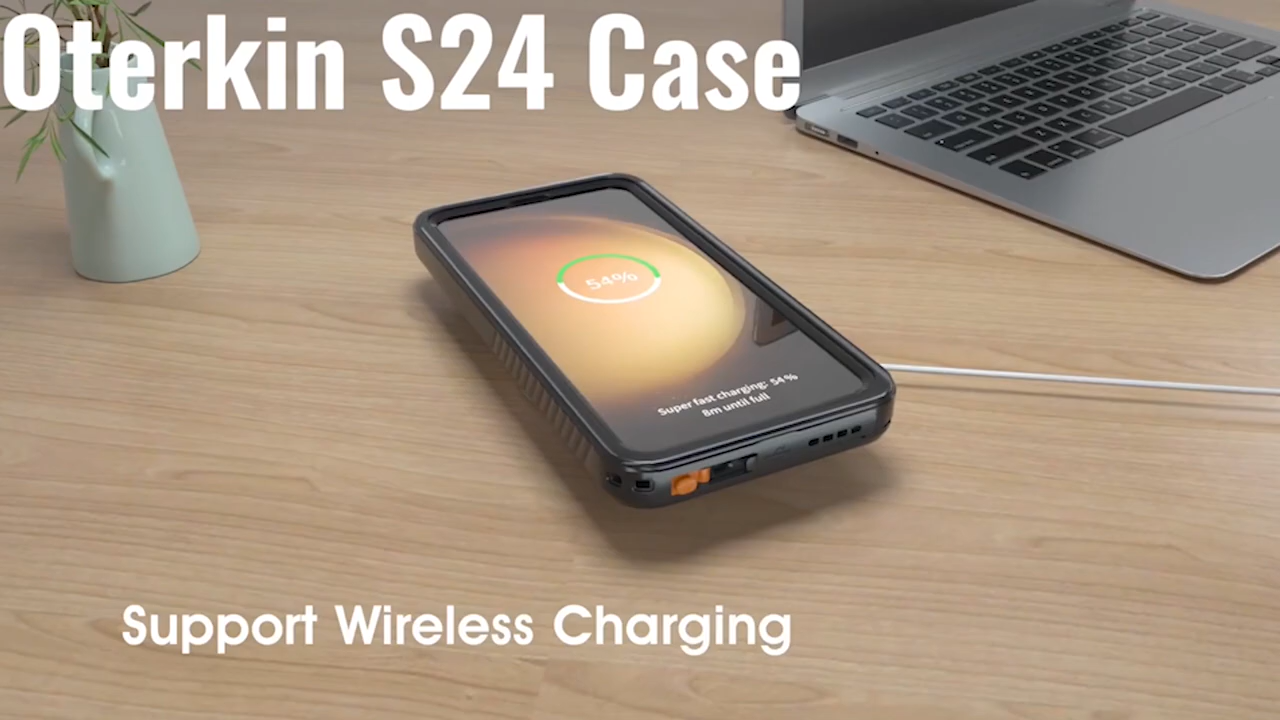 Oterkin S24 Case
54%
Super fast charging: 54%
8m until full
Support Wireless Charging